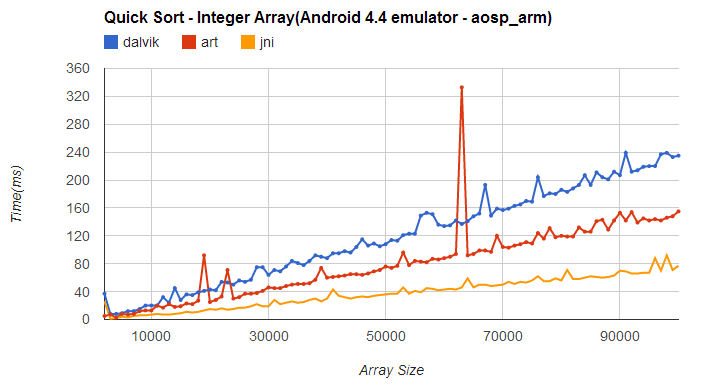 Quick Sort - Integer Array(Android 4.4 emulator - aosp_arm)
dalvik art jni
360
320
280
240
200
160
120
80
40
0
Time(ms)
10000 30000 50000 70000 90000
Array Size